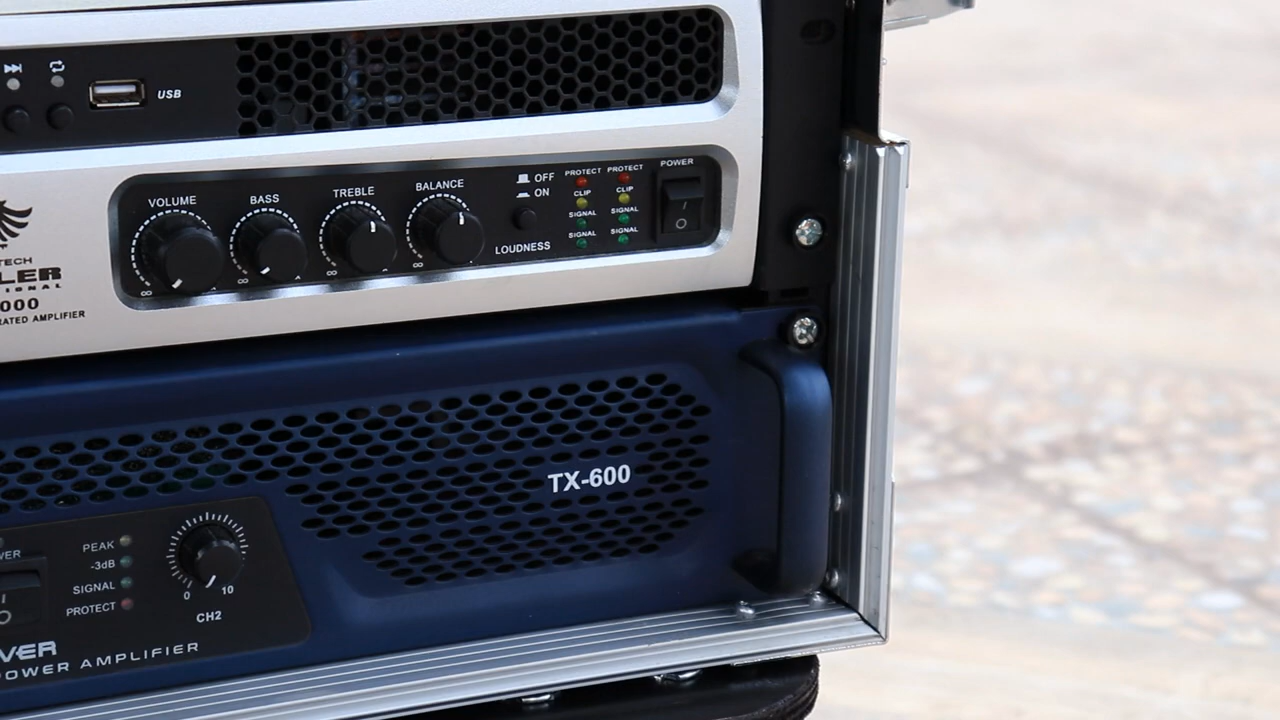 USB
VOLUME
BASS
TREBLE
BALANCE
OFF
ON
LOUDNESS
PROTECT
CLIP
SIGNAL
SIGNAL
PROTECT
CLIP
SIGNAL
SIGNAL
POWER
I
O
∞
∞
∞
∞
TECH
LER
IONAL
000
RATED AMPLIFIER
TX-600
WER
I
O
PEAK
-3dB
SIGNAL
PROTECT
0
10
CH2
VER
POWER AMPLIFIER